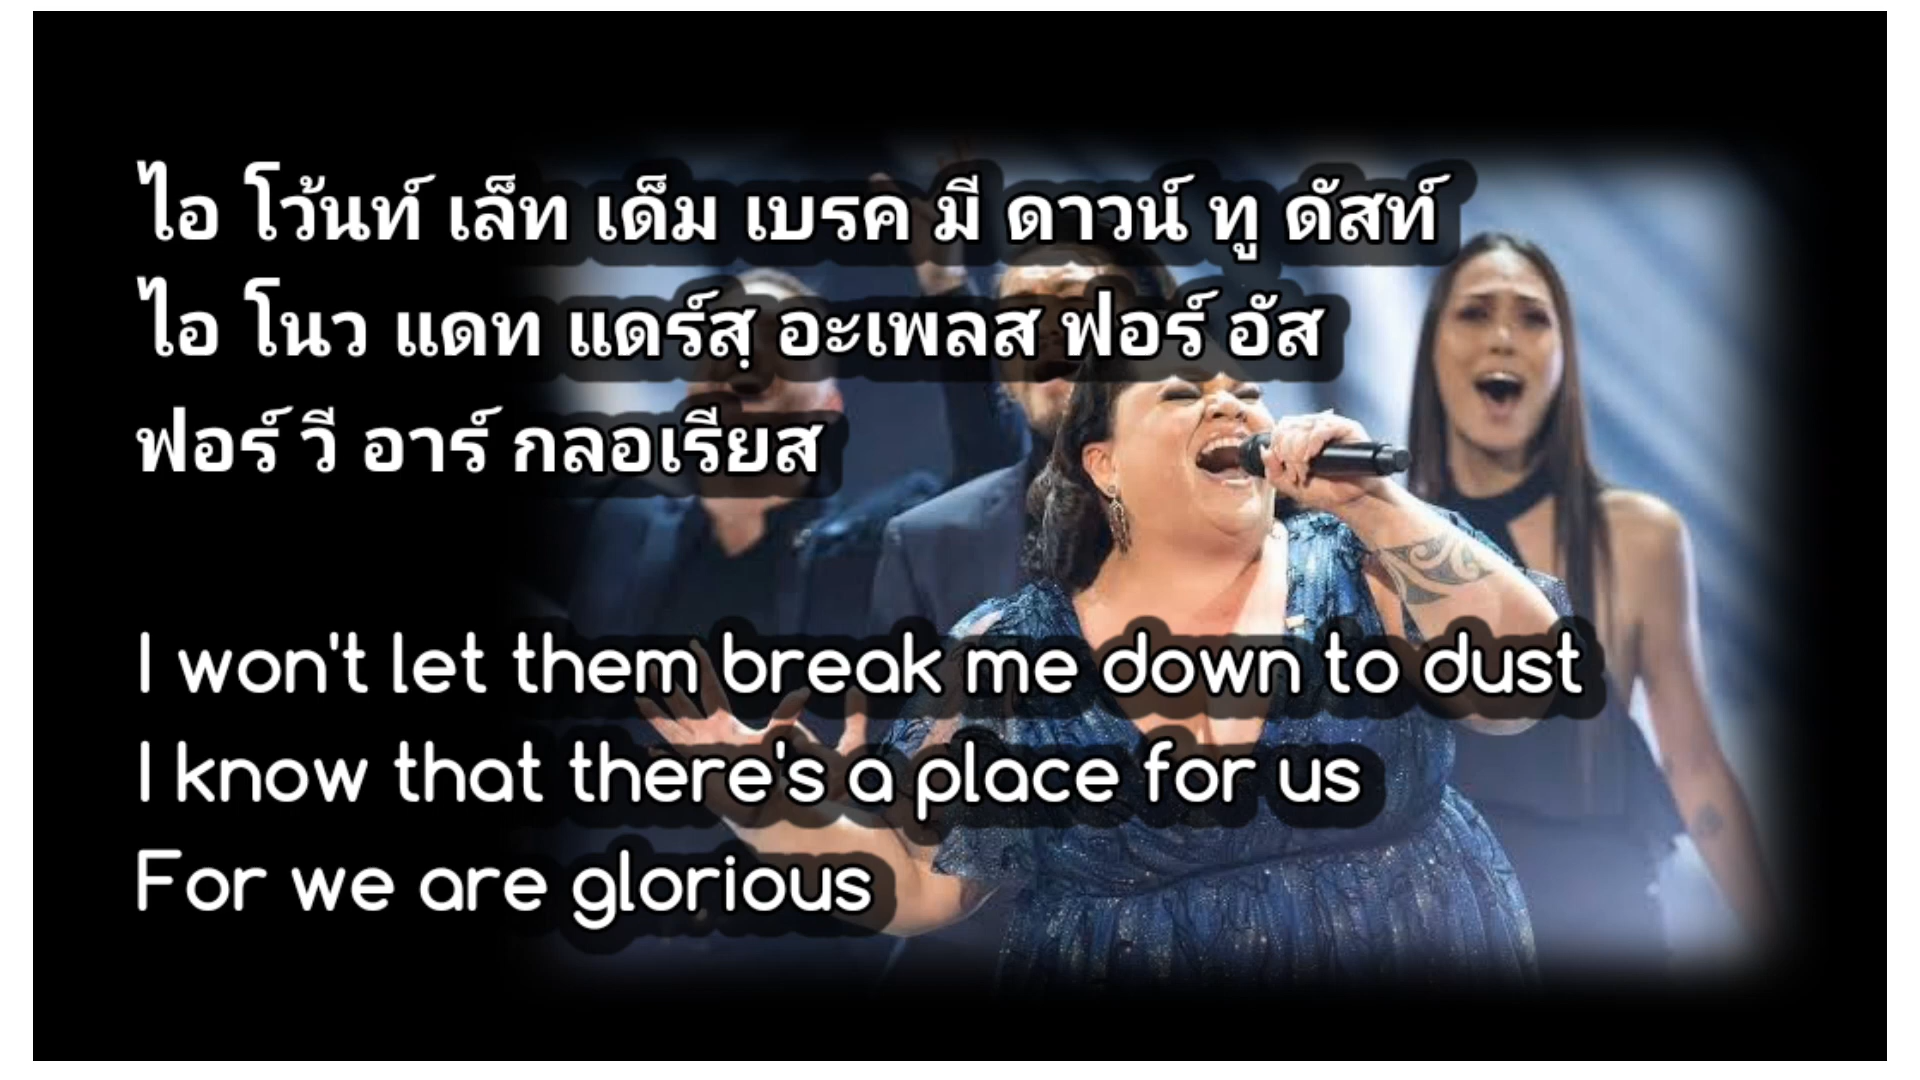 ไอ โว้นท์ เล็ท เด็ม เบรค มี ดาวน์ ทู ดัสท์
ไอ โนว แดท แดร์สฺ อะเพลส ฟอร์ อัส
ฟอร์ วี อาร์ กลอเรียส
I won't let them break me down to dust
I know that there's a place for us
For we are glorious